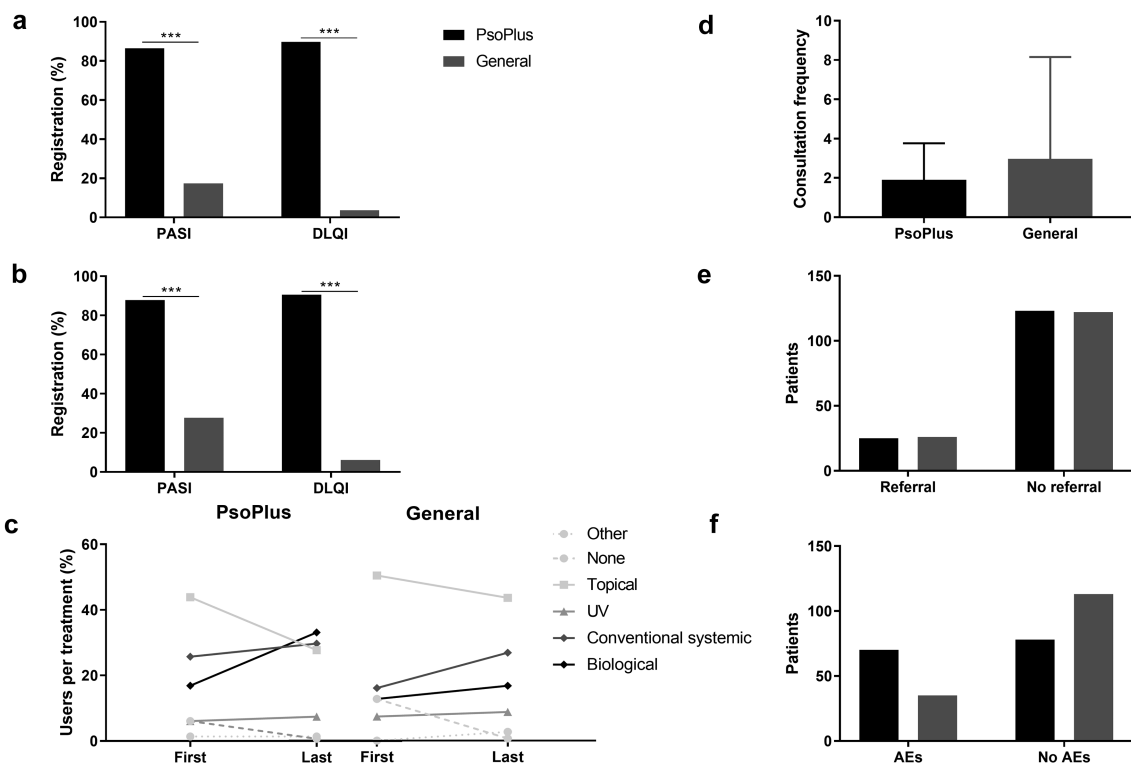 a
100
80
60
40
20
0
Registration (%)
***
***
PASI
DLQI
PsoPlus
General
b
100
80
60
40
20
0
Registration (%)
***
***
PASI
DLQI
c
PsoPlus
General
60
40
20
0
Users per treatment (%)
First
Last
First
Last
Other
None
Topical
UV
Conventional systemic
Biological
d
10
8
6
4
2
0
Consultation frequency
PsoPlus
General
e
150
100
50
0
Patients
Referral
No referral
f
150
100
50
0
Patients
AEs
No AEs